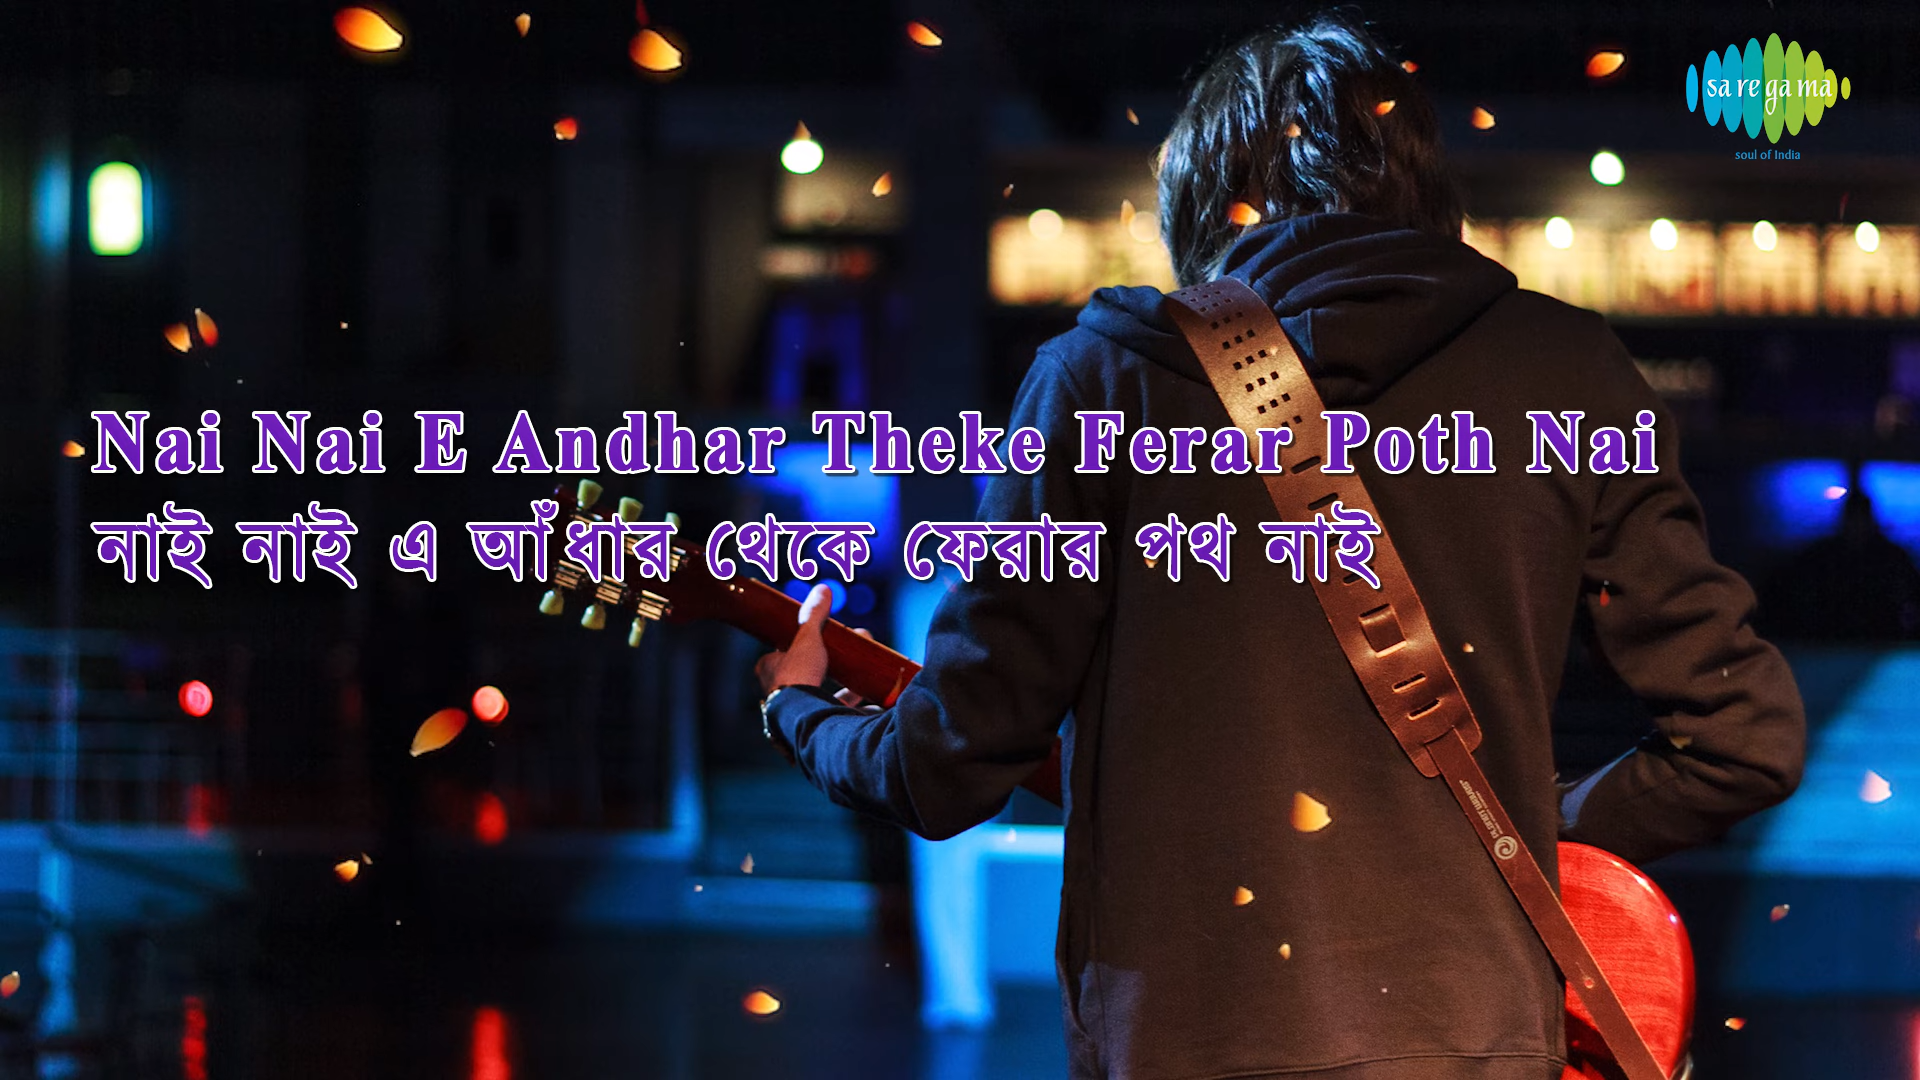 sa re ga ma
soul of India
Nai Nai E Andhar Theke Ferar Poth Nai
নাই নাই এ আঁধার থেকে ফেরার পথ নাই